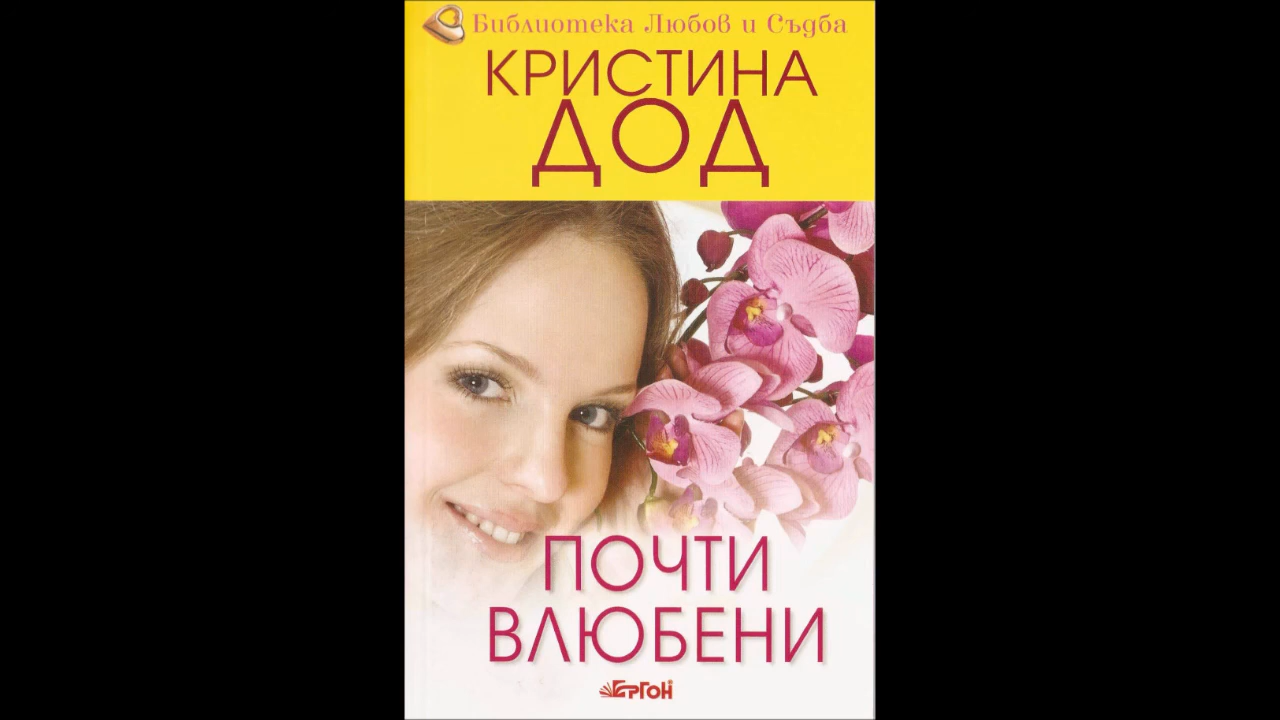 Библиотека Любов и Съдба
КРИСТИНА
ДОД
ПОЧТИ
ВЛЮБЕНИ
ЕРГОН